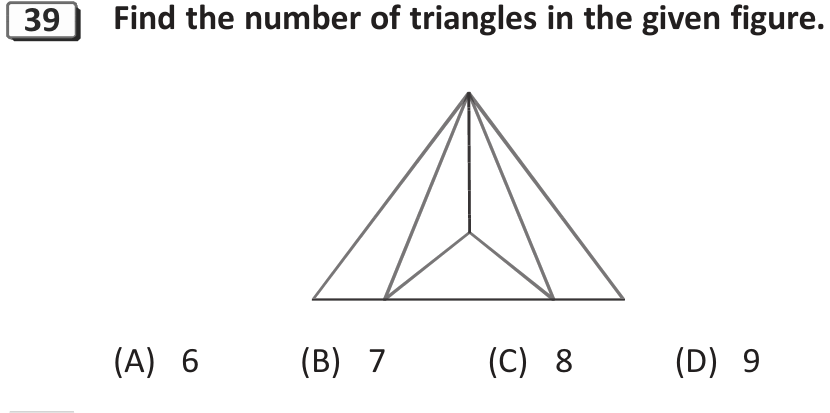 39 Find the number of triangles in the given figure.
(A) 6 (B) 7 (C) 8 (D) 9